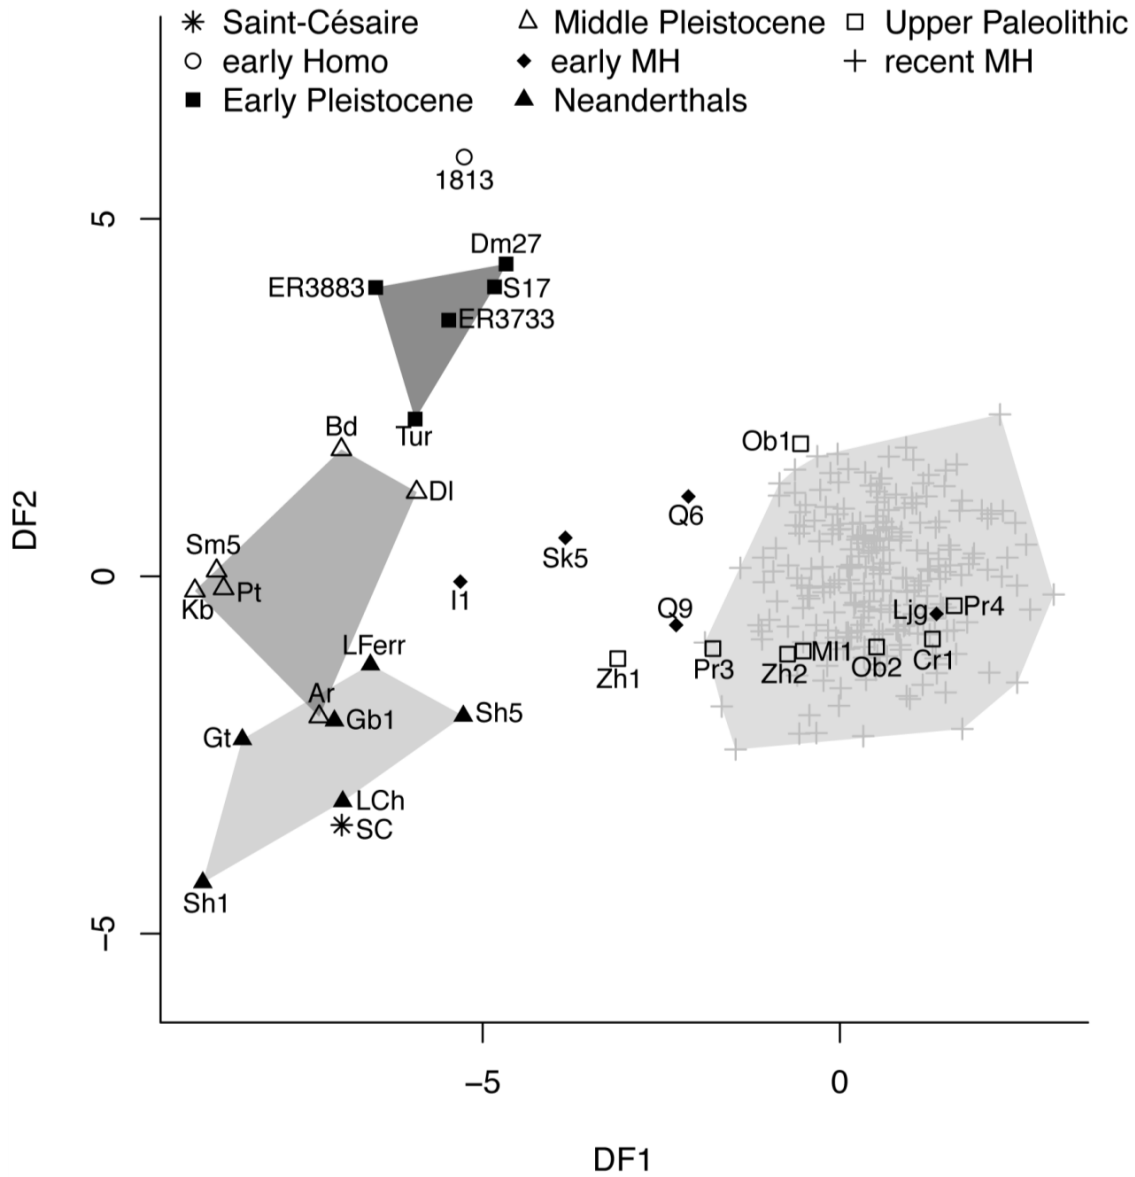 Saint-Césaire
Middle Pleistocene
Upper Paleolithic
early Homo
early MH
recent MH
Early Pleistocene
Neanderthals
1813
5
Dm27
ER3883
S17
ER3733
Bd
Tur
Ob1
Dl
Q6
Sm5
Sk5
DF2
0
Pt
Kb
I1
Q9
Ljg
Pr4
LFerr
Pr3
Zh2
Ml1
Ob2
Cr1
Zh1
Ar
Gb1
Sh5
Gt
LCh
SC
Sh1
−5
−5
0
DF1